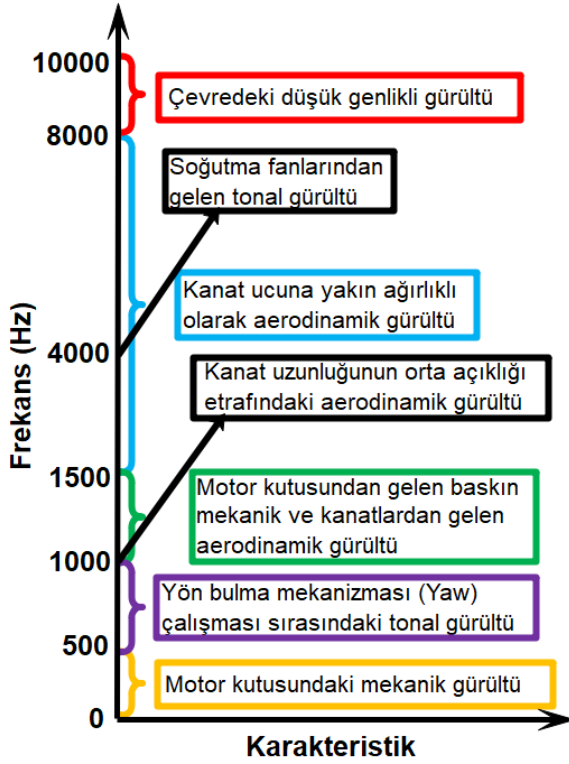 10000
Çevredeki düşük genlikli gürültü
8000
Soğutma fanlarından
gelen tonal gürültü
Kanat ucuna yakın ağırlıklı
olarak aerodinamik gürültü
Frekans (Hz)
4000
Kanat uzunluğunun orta açıklığı
etrafındaki aerodinamik gürültü
1500
Motor kutusundan gelen baskın
mekanik ve kanatlardan gelen
aerodinamik gürültü
1000
Yön bulma mekanizması (Yaw)
çalışması sırasındaki tonal gürültü
500
Motor kutusundaki mekanik gürültü
0
Karakteristik